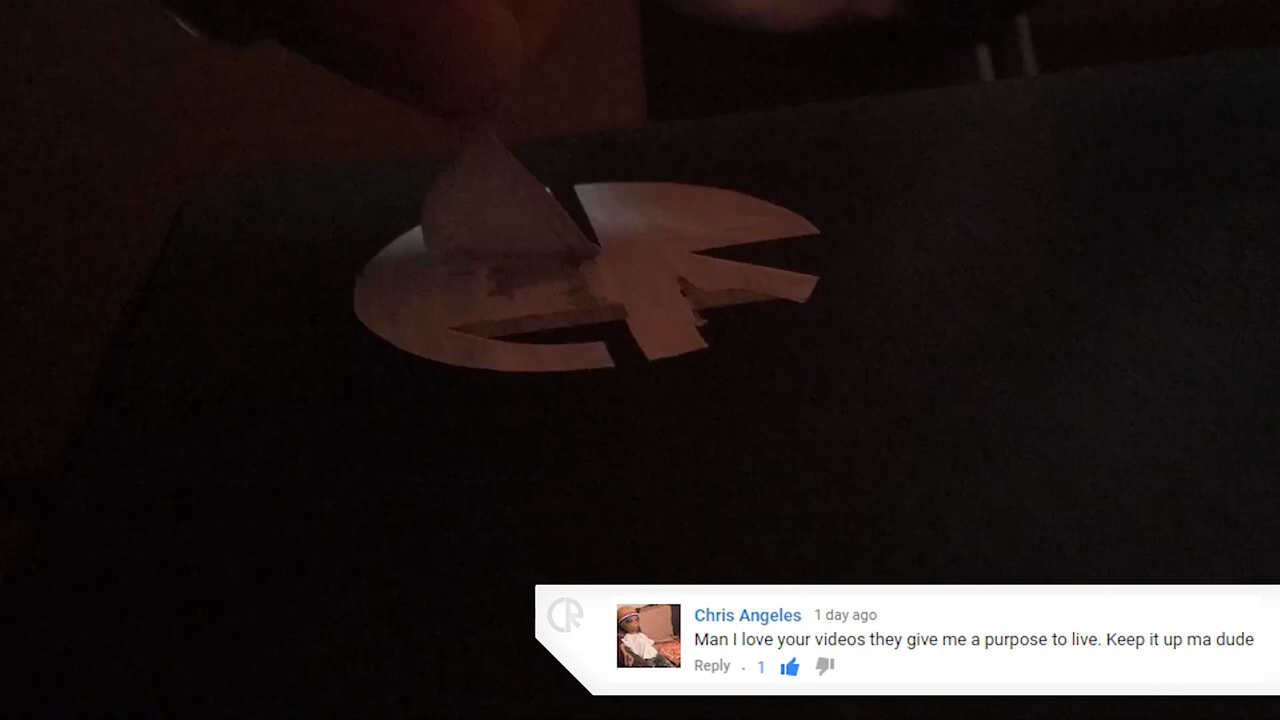 Chris Angeles 1 day ago
Man I love your videos they give me a purpose to live. Keep it up ma dude
Reply . 1